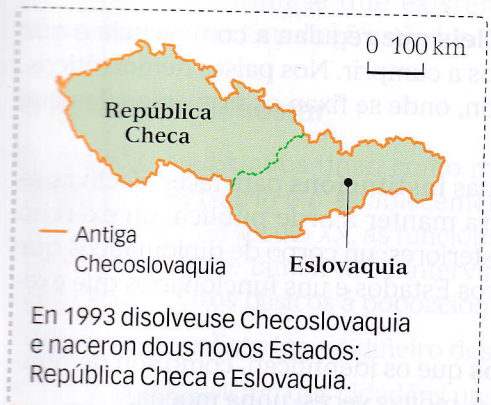 0 100 km
República
Checa
Antiga
Checoslovaquia
Eslovaquia
En 1993 disolveuse Checoslovaquia
e naceron dous novos Estados:
República Checa e Eslovaquia.